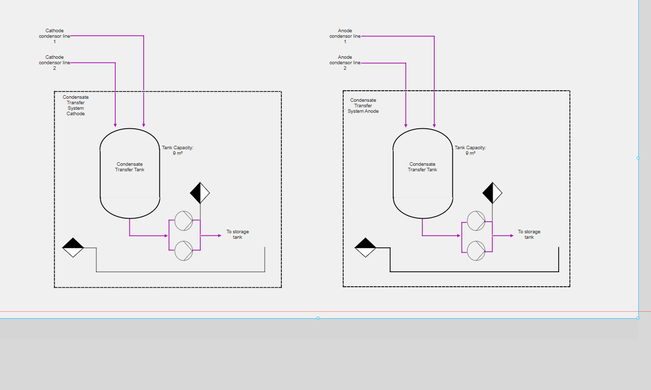 Cathode
condensor line
1
Cathode
condensor line
2
Condensate
Transfer
System
Cathode
Tank Capacity:
9 m³
Condensate
Transfer Tank
To storage
tank
Anode
condensor line
1
Anode
condensor line
2
Condensate
Transfer
System Anode
Tank Capacity:
9 m³
Condensate
Transfer Tank
To storage
tank